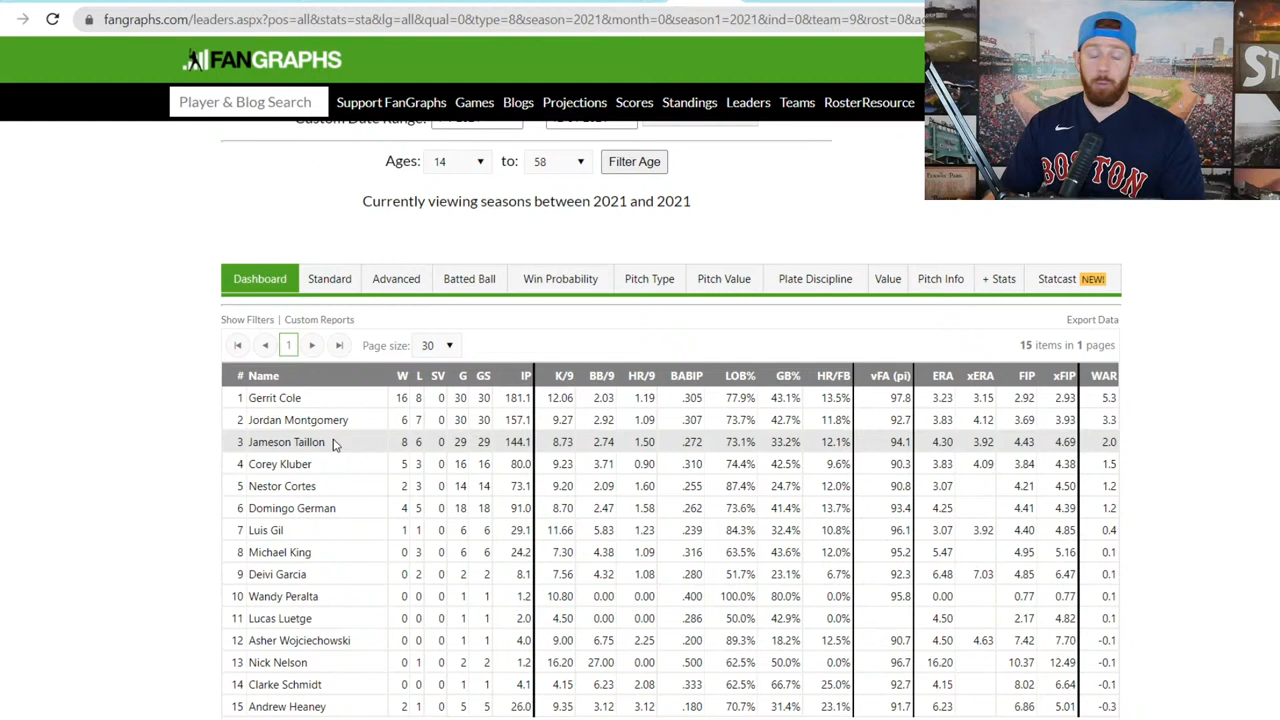 fangraphs.com/leaders.aspx?pos=all&stats=sta&lg=all&qual=0&type=8&season=2021&month=0&season1=2021&ind=0&team=9&rost=0&a
FANGRAPHS
Player & Blog Search Support FanGraphs Games Blogs Projections Scores Standings Leaders Teams RosterResource
Custom Date Range:
Ages: 14 to: 58 Filter Age
Currently viewing seasons between 2021 and 2021
Dashboard Standard Advanced Batted Ball Win Probability Pitch Type Pitch Value Plate Discipline Value Pitch Info + Stats Statcast NEW!
Show Filters | Custom Reports Export Data
1 Page size: 30 15 items in 1 pages
# Name W L SV G GS IP K/9 BB/9 HR/9 BABIP LOB% GB% HR/FB vFA (pi) ERA xERA FIP xFIP WAR
1 Gerrit Cole 16 8 0 30 30 181.1 12.06 2.03 1.19 .305 77.9% 43.1% 13.5% 97.8 3.23 3.15 2.92 2.93 5.3
2 Jordan Montgomery 6 7 0 30 30 157.1 9.27 2.92 1.09 .307 73.7% 42.7% 11.8% 92.7 3.83 4.12 3.69 3.93 3.3
3 Jameson Taillon 8 6 0 29 29 144.1 8.73 2.74 1.50 .272 73.1% 33.2% 12.1% 94.1 4.30 3.92 4.43 4.69 2.0
4 Corey Kluber 5 3 0 16 16 80.0 9.23 3.71 0.90 .310 74.4% 42.5% 9.6% 90.3 3.83 4.09 3.84 4.38 1.5
5 Nestor Cortes 2 3 0 14 14 73.1 9.20 2.09 1.60 .255 87.4% 24.7% 12.0% 90.8 3.07 4.21 4.50 1.2
6 Domingo German 4 5 0 18 18 91.0 8.70 2.47 1.58 .262 73.6% 41.4% 13.7% 93.4 4.25 4.41 4.39 1.2
7 Luis Gil 1 1 0 6 6 29.1 11.66 5.83 1.23 .239 84.3% 32.4% 10.8% 96.1 3.07 3.92 4.40 4.85 0.4
8 Michael King 0 3 0 6 6 24.2 7.30 4.38 1.09 .316 63.5% 43.6% 12.0% 95.2 5.47 4.95 5.16 0.1
9 Deivi Garcia 0 2 0 2 2 8.1 7.56 4.32 1.08 .280 51.7% 23.1% 6.7% 92.3 6.48 7.03 4.85 6.47 0.1
10 Wandy Peralta 0 0 0 1 1 1.2 10.80 0.00 0.00 .400 100.0% 80.0% 0.0% 95.8 0.00 0.77 0.77 0.1
11 Lucas Luetge 0 0 0 1 1 2.0 4.50 0.00 0.00 .286 50.0% 42.9% 0.0% 4.50 2.17 4.82 0.1
12 Asher Wojciechowski 0 0 0 1 1 4.0 9.00 6.75 2.25 .200 89.3% 18.2% 12.5% 90.7 4.50 4.63 7.42 7.70 -0.1
13 Nick Nelson 0 1 0 2 2 1.2 16.20 27.00 0.00 .500 62.5% 50.0% 0.0% 96.7 16.20 10.37 12.49 -0.1
14 Clarke Schmidt 0 0 0 1 1 4.1 4.15 6.23 2.08 .333 62.5% 66.7% 25.0% 92.7 4.15 8.02 6.64 -0.1
15 Andrew Heaney 2 1 0 5 5 26.0 9.35 3.12 3.12 .180 70.7% 31.4% 23.1% 91.7 6.23 6.86 5.01 -0.3
BOSTON